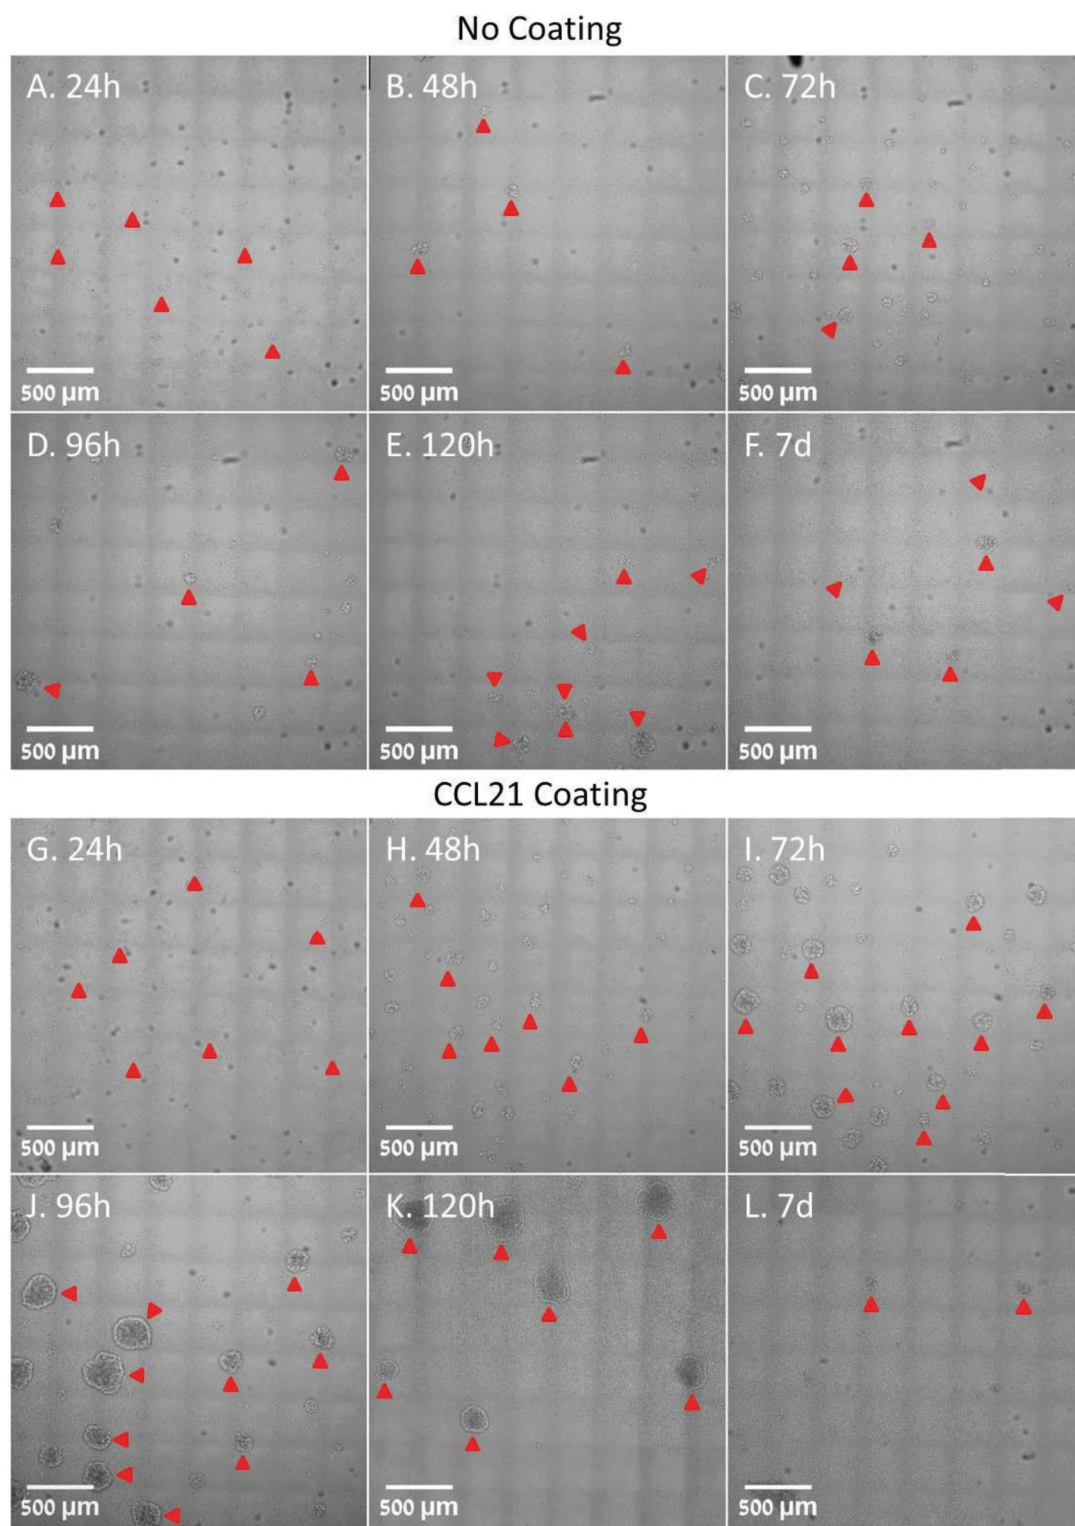 No Coating
A. 24h
B. 48h
C. 72h
500 µm
500 µm
500 µm
D. 96h
E. 120h
F. 7d
500 µm
500 µm
500 µm
CCL21 Coating
G. 24h
H. 48h
I. 72h
500 µm
500 µm
500 µm
J. 96h
K. 120h
L. 7d
500 µm
500 µm
500 µm